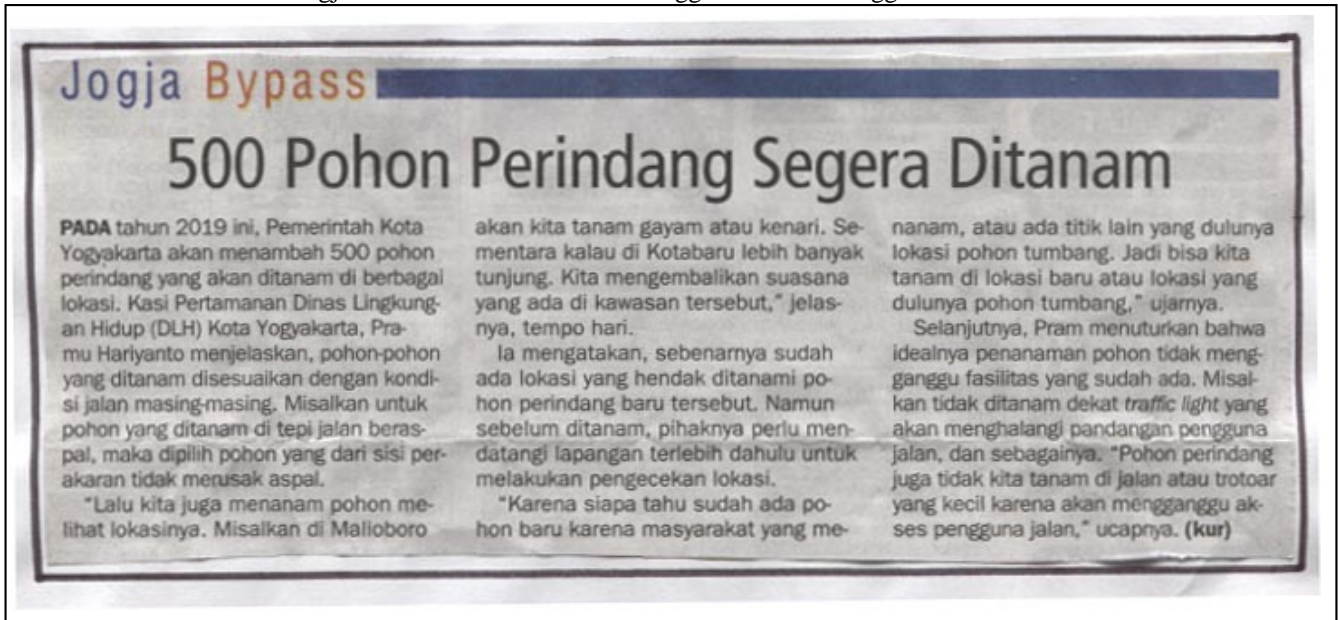 Jogja Bypass
500 Pohon Perindang Segera Ditanam
PADA tahun 2019 ini, Pemerintah Kota
Yogyakarta akan menambah 500 pohon
perindang yang akan ditanam di berbagai
lokasi. Kasi Pertamanan Dinas Lingkung-
an Hidup (DLH) Kota Yogyakarta, Pra-
mu Hariyanto menjelaskan, pohon-pohon
yang ditanam disesuaikan dengan kondi-
si jalan masing-masing. Misalkan untuk
pohon yang ditanam di tepi jalan beras-
pal, maka dipilih pohon yang dari sisi per-
akaran tidak merusak aspal.
"Lalu kita juga menanam pohon me-
lihat lokasinya. Misalkan di Malioboro
akan kita tanam gayam atau kenari. Se-
mentara kalau di Kotabaru lebih banyak
tunjung. Kita mengembalikan suasana
yang ada di kawasan tersebut," jelas-
nya, tempo hari.
Ia mengatakan, sebenarnya sudah
ada lokasi yang hendak ditanami po-
hon perindang baru tersebut. Namun
sebelum ditanam, pihaknya perlu men-
datangi lapangan terlebih dahulu untuk
melakukan pengecekan lokasi.
"Karena siapa tahu sudah ada po-
hon baru karena masyarakat yang me-
nanam, atau ada titik lain yang dulunya
lokasi pohon tumbang. Jadi bisa kita
tanam di lokasi baru atau lokasi yang
dulunya pohon tumbang," ujarnya.
Selanjutnya, Pram menuturkan bahwa
idealnya penanaman pohon tidak meng-
ganggu fasilitas yang sudah ada. Misal-
kan tidak ditanam dekat traffic light yang
akan menghalangi pandangan pengguna
jalan, dan sebagainya. "Pohon perindang
juga tidak kita tanam di jalan atau trotoar
yang kecil karena akan mengganggu ak-
ses pengguna jalan," ucapnya. (kur)